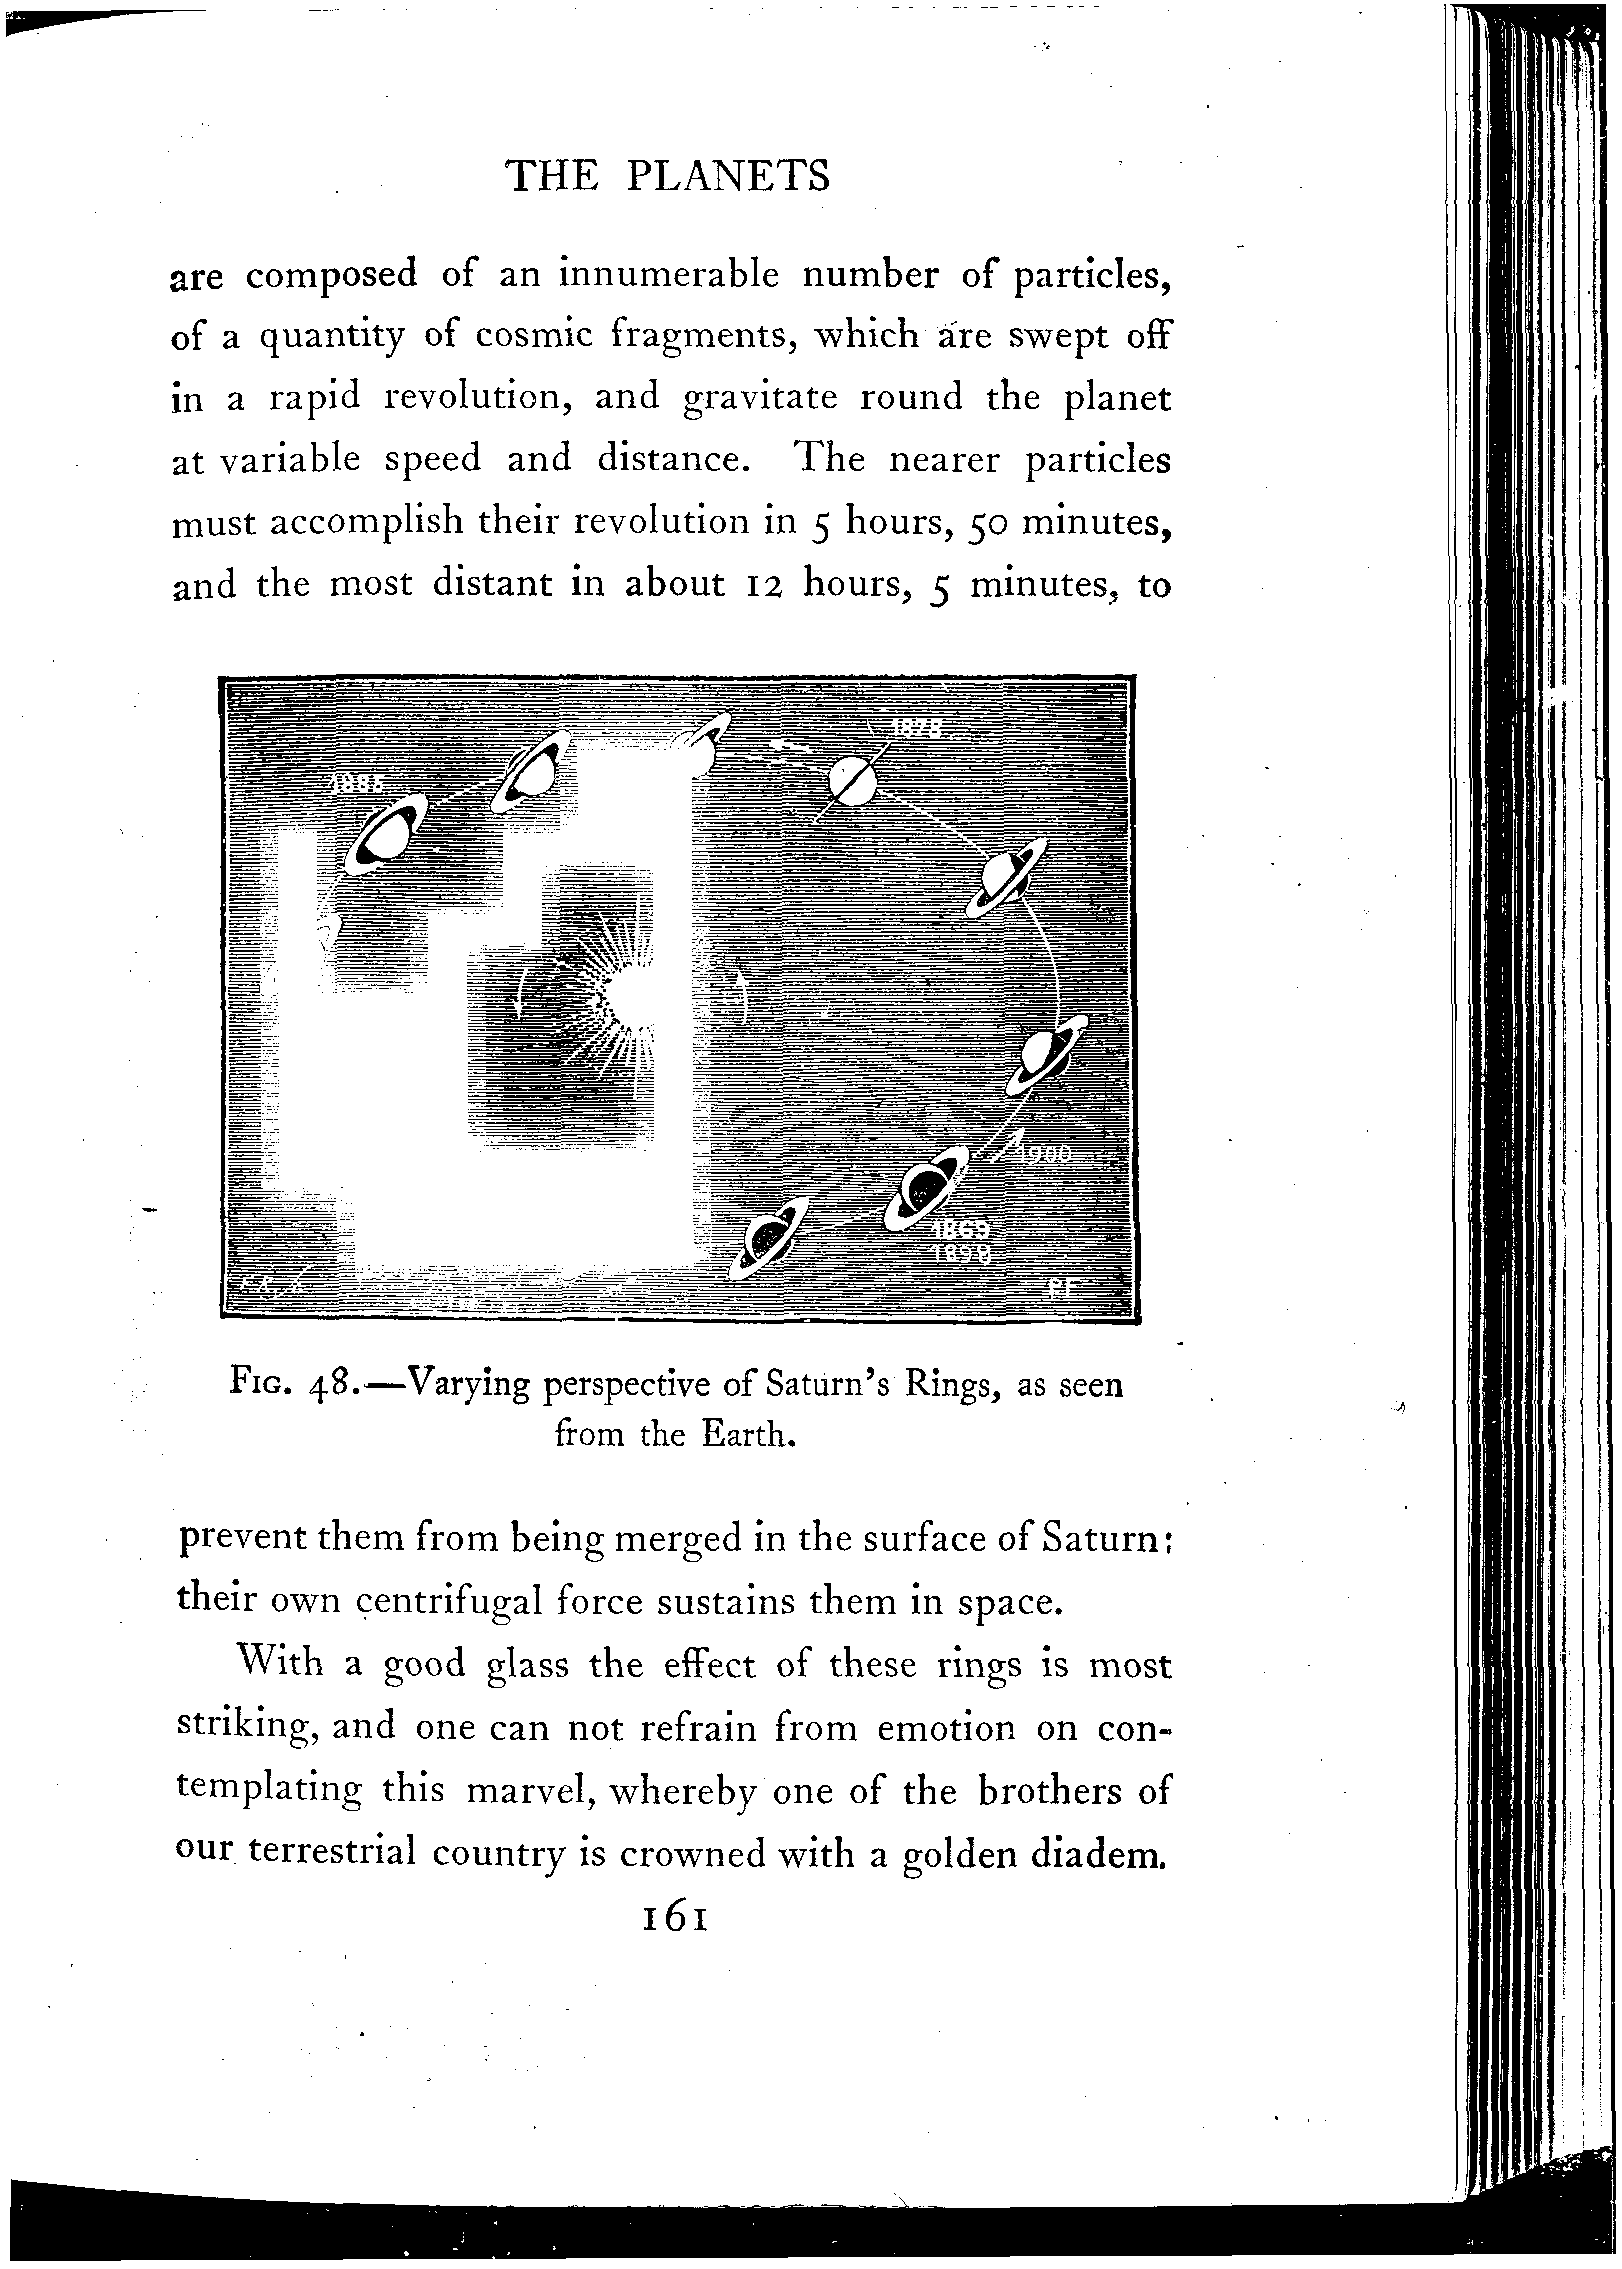 THE PLANETS
are composed of an innumerable number of particles,
of a quantity of cosmic fragments, which are swept off
in a rapid revolution, and gravitate round the planet
at variable speed and distance. The nearer particles
must accomplish their revolution in 5 hours, 50 minutes,
and the most distant in about 12 hours, 5 minutes, to
1878
1885
1900
1869
1898
FIG. 48.—Varying perspective of Saturn's Rings, as seen
from the Earth.
prevent them from being merged in the surface of Saturn:
their own centrifugal force sustains them in space.
With a good glass the effect of these rings is most
striking, and one can not refrain from emotion on con-
templating this marvel, whereby one of the brothers of
our terrestrial country is crowned with a golden diadem.
161